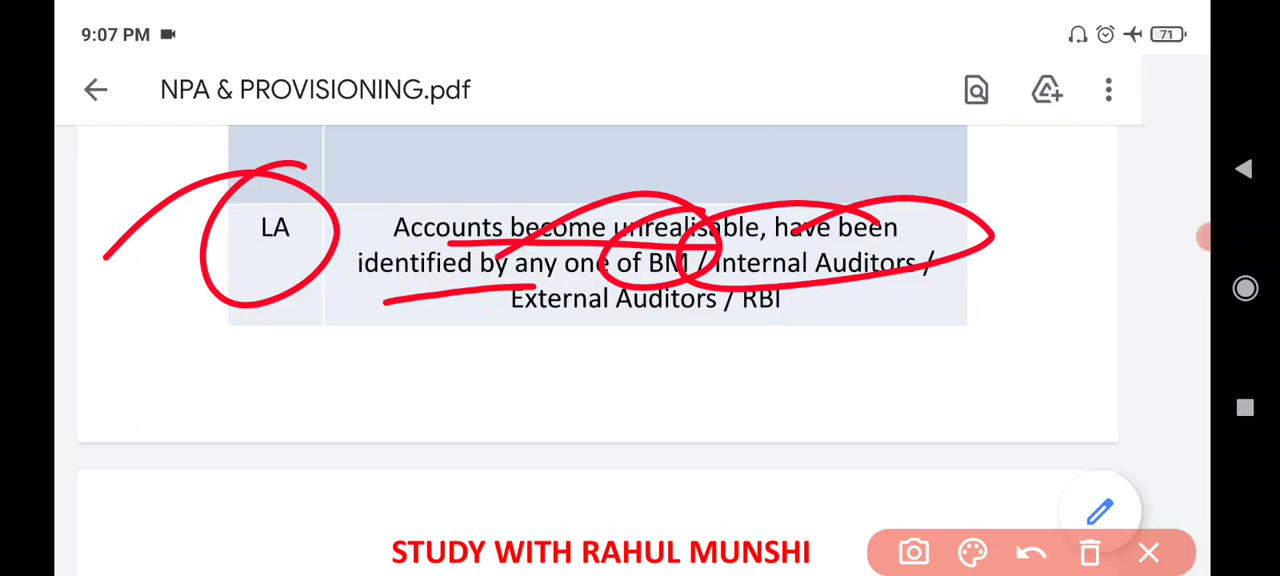 9:07 PM
71
NPA & PROVISIONING.pdf
LA
Accounts become unrealisable, have been
identified by any one of BM / Internal Auditors /
External Auditors / RBI
STUDY WITH RAHUL MUNSHI